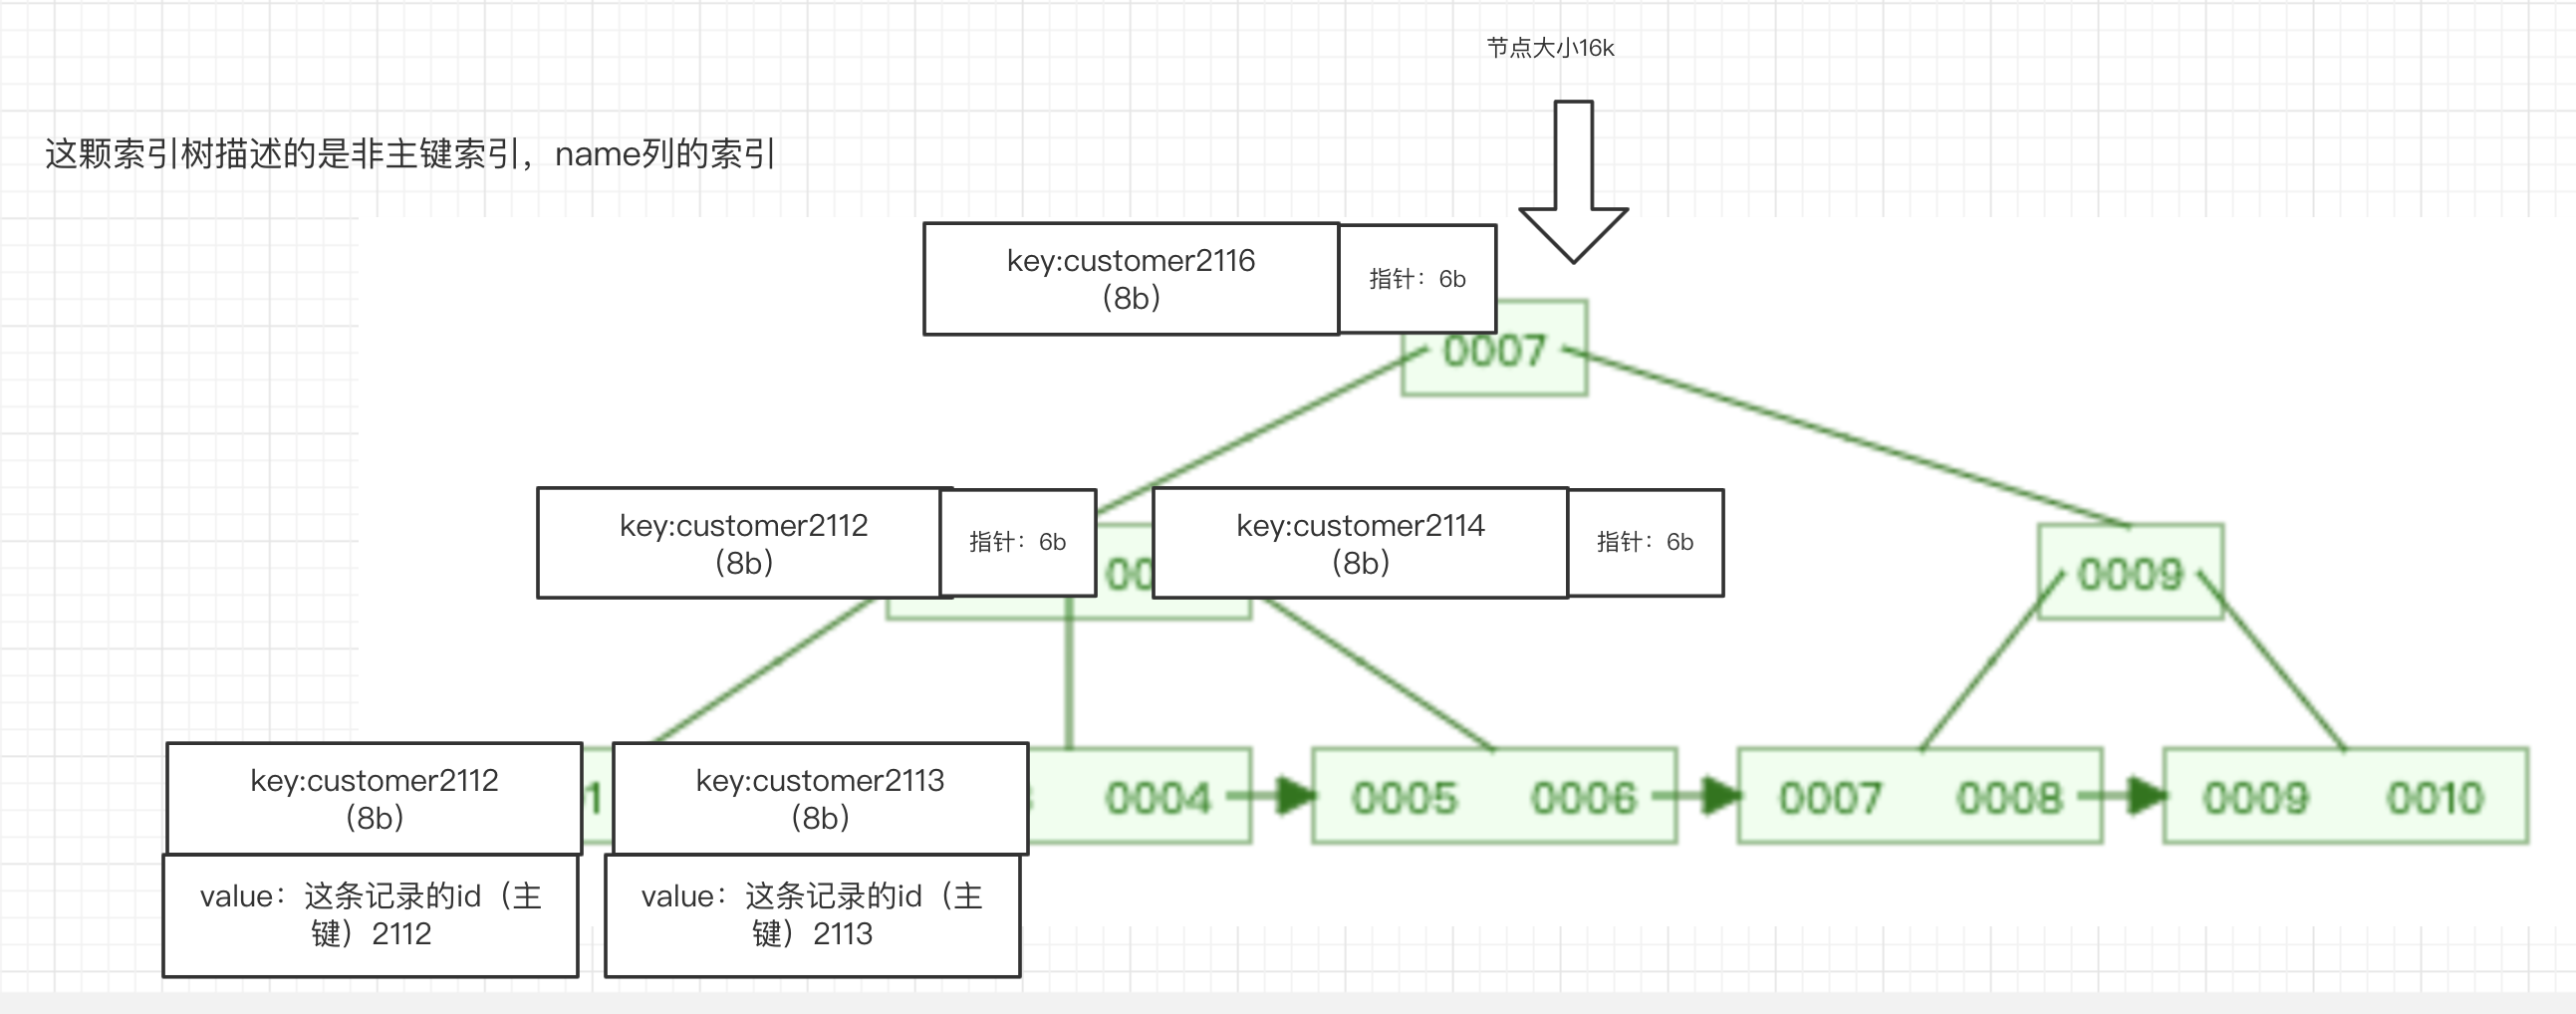 节点大小16k
这颗索引树描述的是非主键索引，name列的索引
key:customer2116
（8b）
指针：6b
0007
key:customer2112
（8b）
指针：6b
key:customer2114
（8b）
指针：6b
0009
key:customer2112
（8b）
key:customer2113
（8b）
0004
0005
0006
0007
0008
0009
0010
value：这条记录的id（主
键）2112
value：这条记录的id（主
键）2113